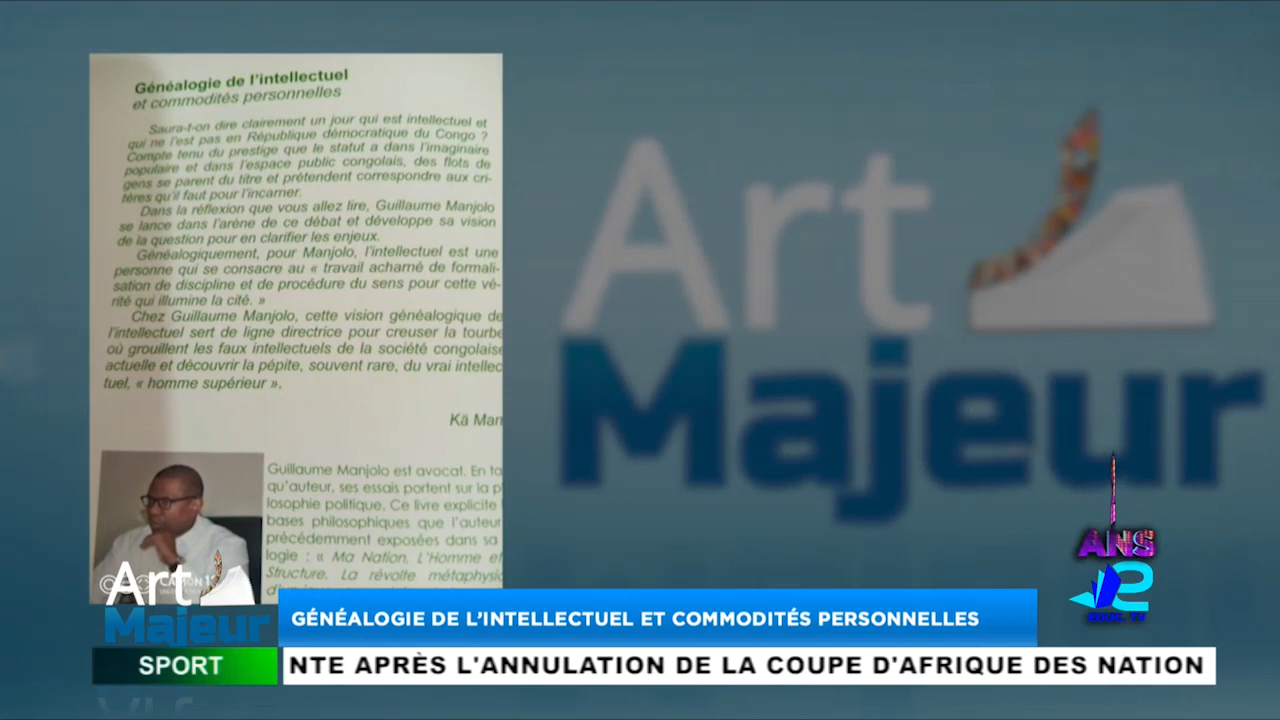 Généalogie de l'intellectuel
et commodités personnelles
Saura-t-on dire clairement un jour qui est intellectuel et
qui ne l'est pas en République démocratique du Congo ?
Compte tenu du prestige que le statut a dans l'imaginaire
populaire et dans l'espace public congolais, des flots de
gens se parent du titre et prétendent correspondre aux cri-
tères qu'il faut pour l'incarner.
Dans la réflexion que vous allez lire, Guillaume Manjolo
se lance dans l'arène de ce débat et développe sa vision
de la question pour en clarifier les enjeux.
Généalogiquement, pour Manjolo, l'intellectuel est une
personne qui se consacre au « travail acharné de formali-
sation de discipline et de procédure du sens pour cette vé-
rité qui illumine la cité. »
Chez Guillaume Manjolo, cette vision généalogique de
l'intellectuel sert de ligne directrice pour creuser la tourbe
où grouillent les faux intellectuels de la société congolaise
actuelle et découvrir la pépite, souvent rare, du vrai intellec
tuel, « homme supérieur ».
Kä Man
Guillaume Manjolo est avocat. En ta
qu'auteur, ses essais portent sur la p
losophie politique. Ce livre explicite
bases philosophiques que l'auteur
précédemment exposées dans sa
logie : « Ma Nation, L'Homme et
Structure. La révolte métaphysiq
Art
Majeur
ANS
2
EDUC. TV
Art
Majeur
GÉNÉALOGIE DE L'INTELLECTUEL ET COMMODITÉS PERSONNELLES
SPORT
NTE APRÈS L'ANNULATION DE LA COUPE D'AFRIQUE DES NATION